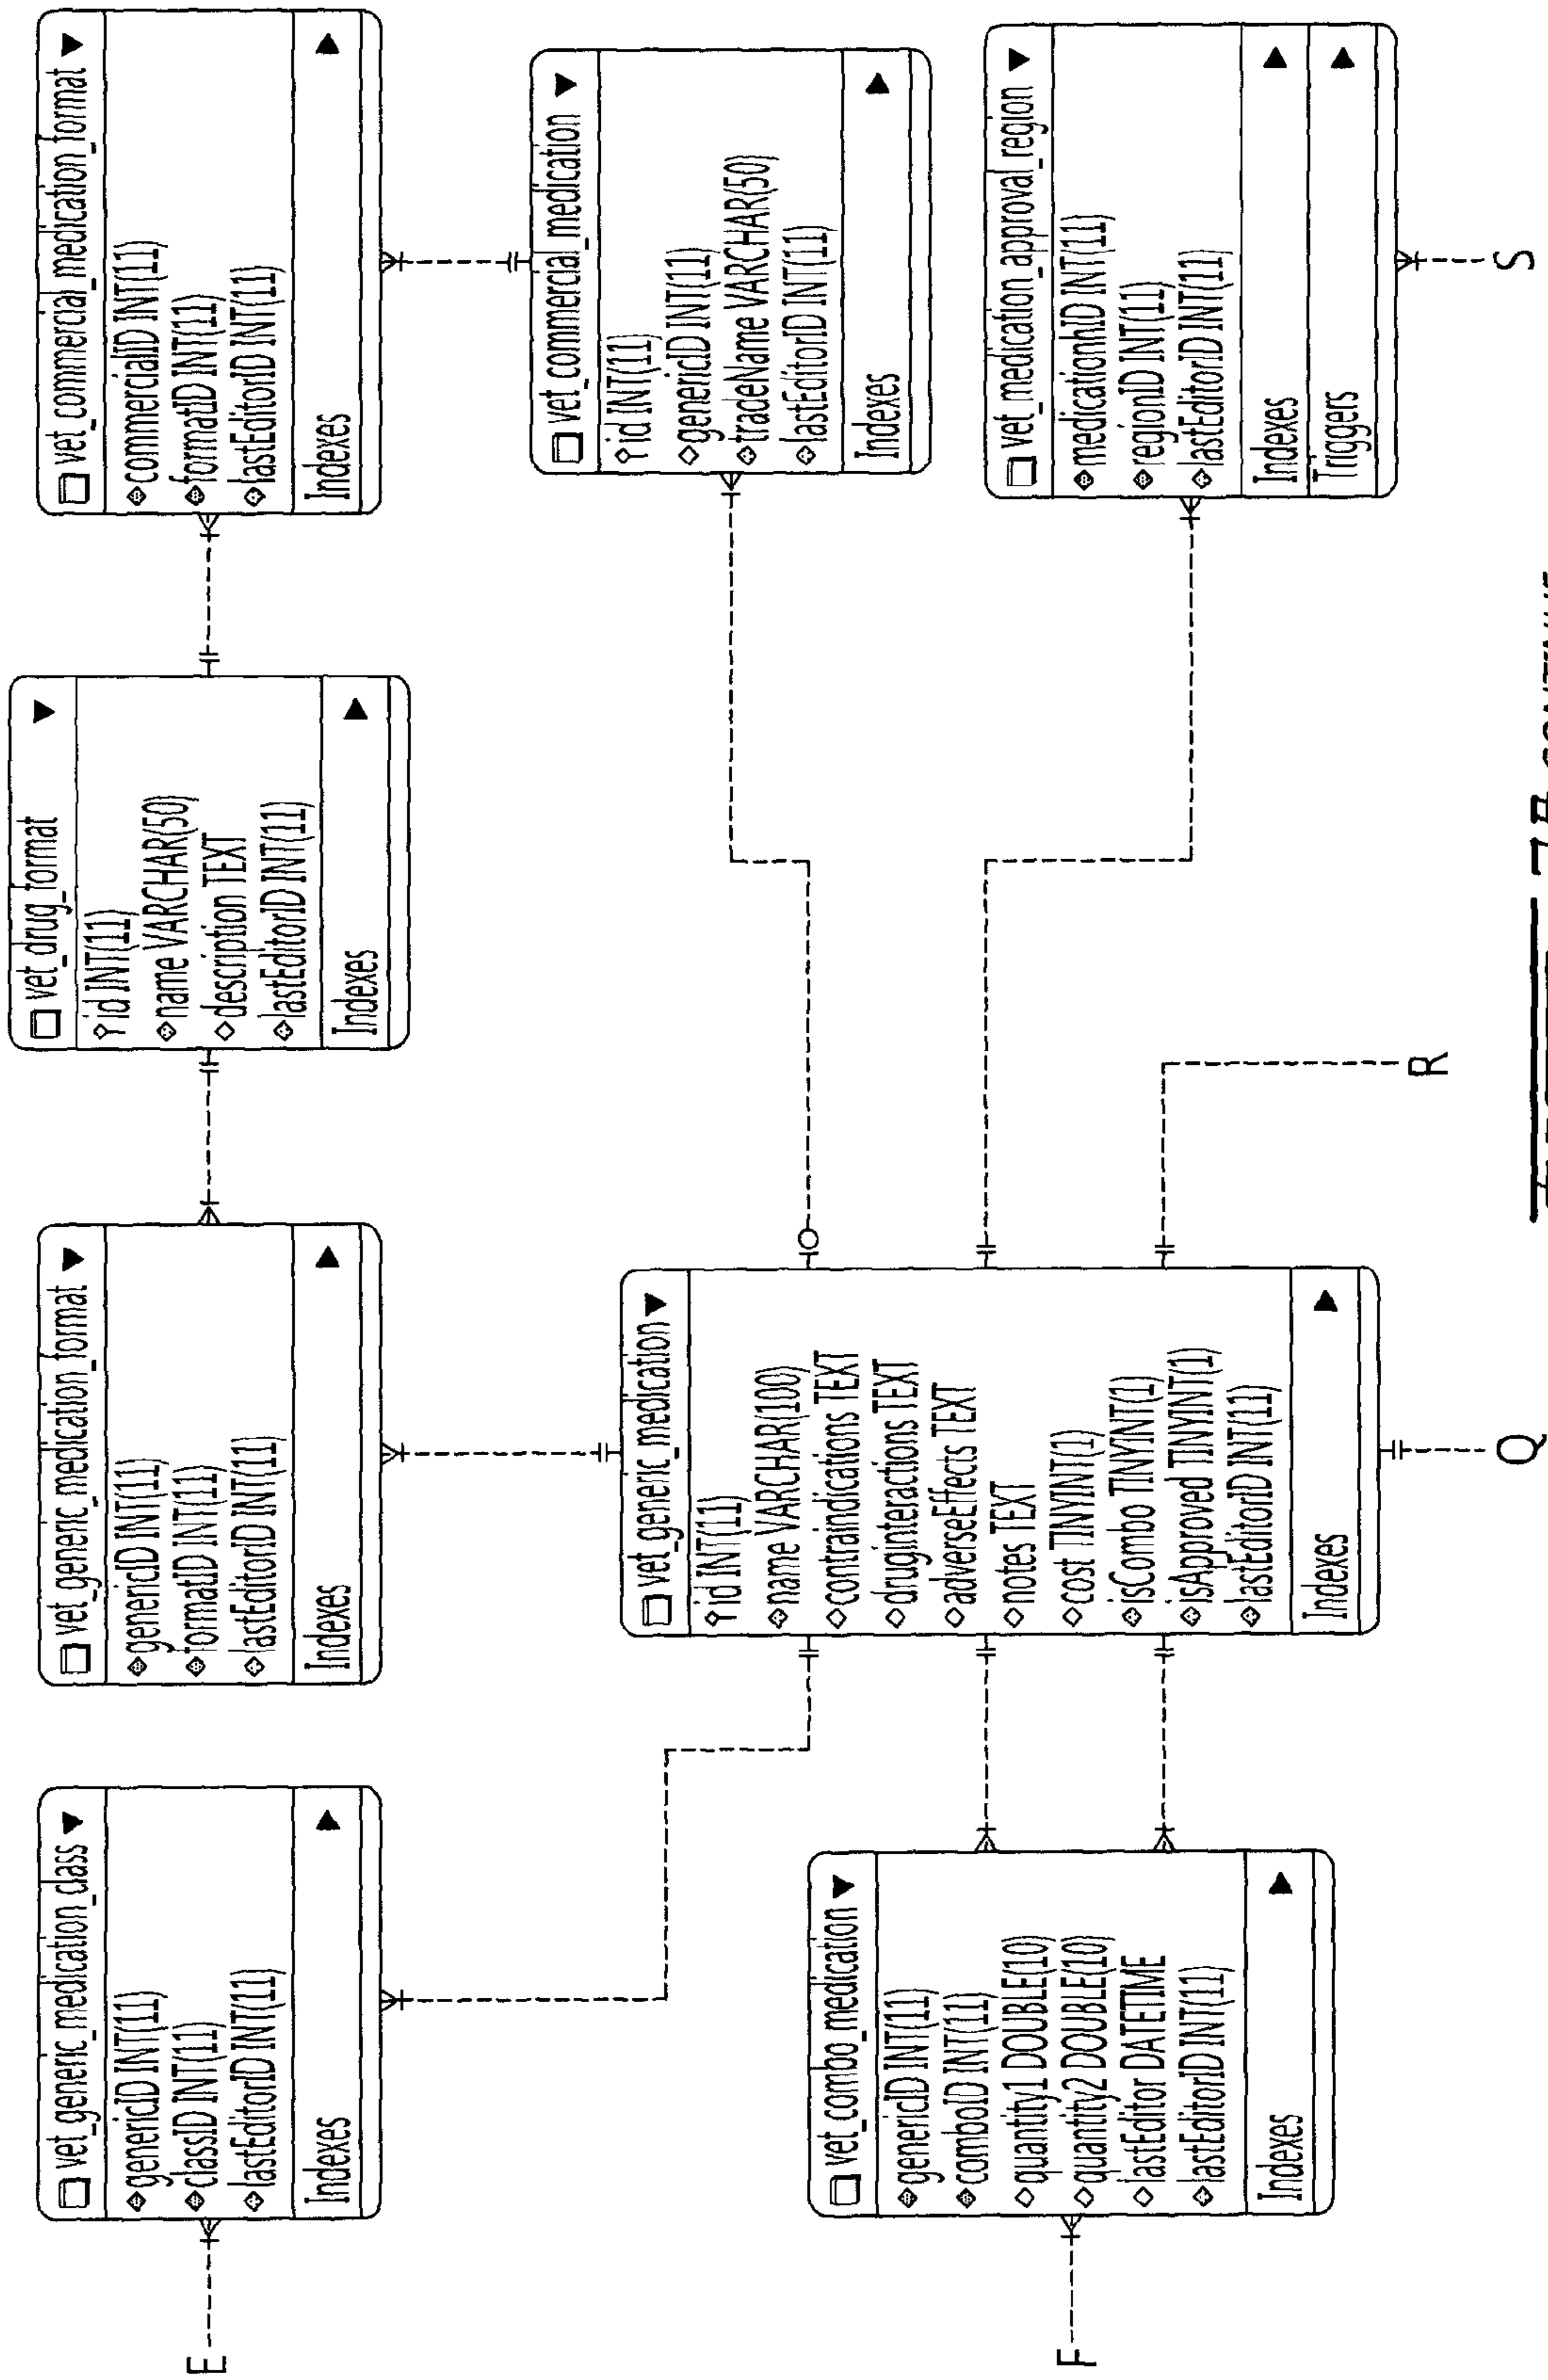 E
vet_generic_medication_class
genericID INT(11)
classID INT(11)
lastEditorID INT(11)
Indexes
vet_generic_medication_format
genericID INT(11)
formatID INT(11)
lastEditorID INT(11)
Indexes
vet_drug_format
id INT(11)
name VARCHAR(50)
description TEXT
lastEditorID INT(11)
Indexes
vet_commercial_medication_format
commercialID INT(11)
formatID INT(11)
lastEditorID INT(11)
Indexes
F
vet_combo_medication
genericID INT(11)
comboID INT(11)
quantity1 DOUBLE(10)
quantity2 DOUBLE(10)
lastEditor DATETIME
lastEditorID INT(11)
Indexes
vet_generic_medication
id INT(11)
name VARCHAR(100)
contraindications TEXT
druginteractions TEXT
adverseEffects TEXT
notes TEXT
cost TINYINT(1)
isCombo TINYINT(1)
isApproved TINYINT(1)
lastEditorID INT(11)
Indexes
vet_commercial_medication
id INT(11)
genericID INT(11)
tradeName VARCHAR(50)
lastEditorID INT(11)
Indexes
vet_medication_approval_region
medicationhID INT(11)
regionID INT(11)
lastEditorID INT(11)
Indexes
Triggers
Q
R
S